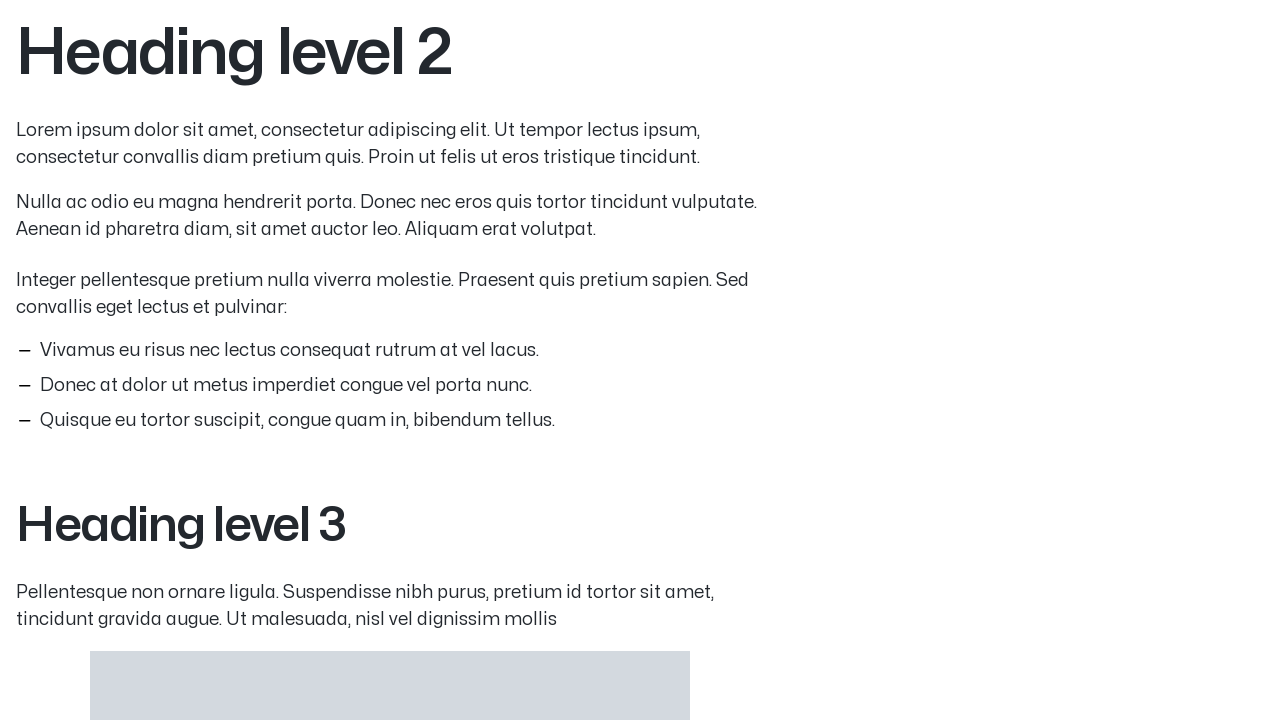 Heading level 2
Lorem ipsum dolor sit amet, consectetur adipiscing elit. Ut tempor lectus ipsum,
consectetur convallis diam pretium quis. Proin ut felis ut eros tristique tincidunt.
Nulla ac odio eu magna hendrerit porta. Donec nec eros quis tortor tincidunt vulputate.
Aenean id pharetra diam, sit amet auctor leo. Aliquam erat volutpat.
Integer pellentesque pretium nulla viverra molestie. Praesent quis pretium sapien. Sed
convallis eget lectus et pulvinar:
– Vivamus eu risus nec lectus consequat rutrum at vel lacus.
– Donec at dolor ut metus imperdiet congue vel porta nunc.
– Quisque eu tortor suscipit, congue quam in, bibendum tellus.
Heading level 3
Pellentesque non ornare ligula. Suspendisse nibh purus, pretium id tortor sit amet,
tincidunt gravida augue. Ut malesuada, nisl vel dignissim mollis